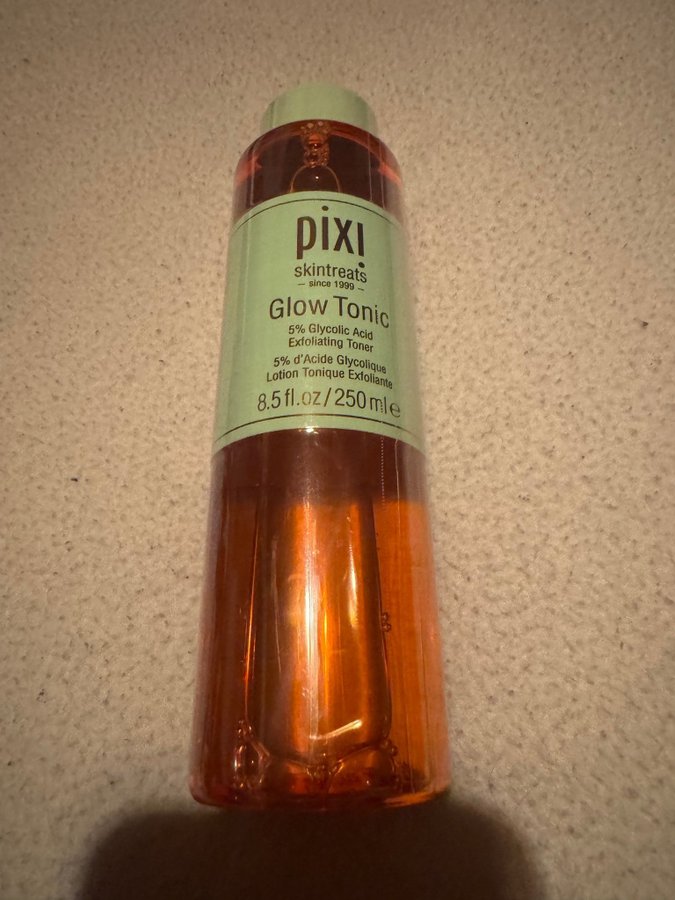 pixi
skintreats
– since 1999 –
Glow Tonic
5% Glycolic Acid
Exfoliating Toner
5% d'Acide Glycolique
Lotion Tonique Exfoliante
8.5 fl.oz/250 ml ℮